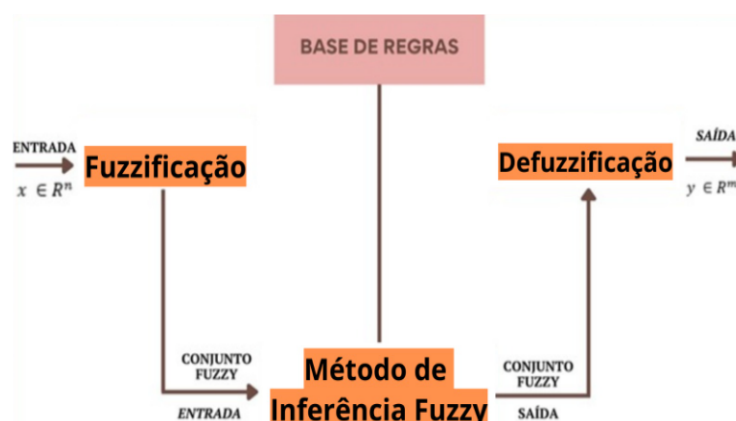 BASE DE REGRAS
ENTRADA
x ∈ Rⁿ
Fuzzificação
Defuzzificação
SAÍDA
y ∈ Rᵐ
CONJUNTO
FUZZY
ENTRADA
Método de
Inferência Fuzzy
CONJUNTO
FUZZY
SAÍDA